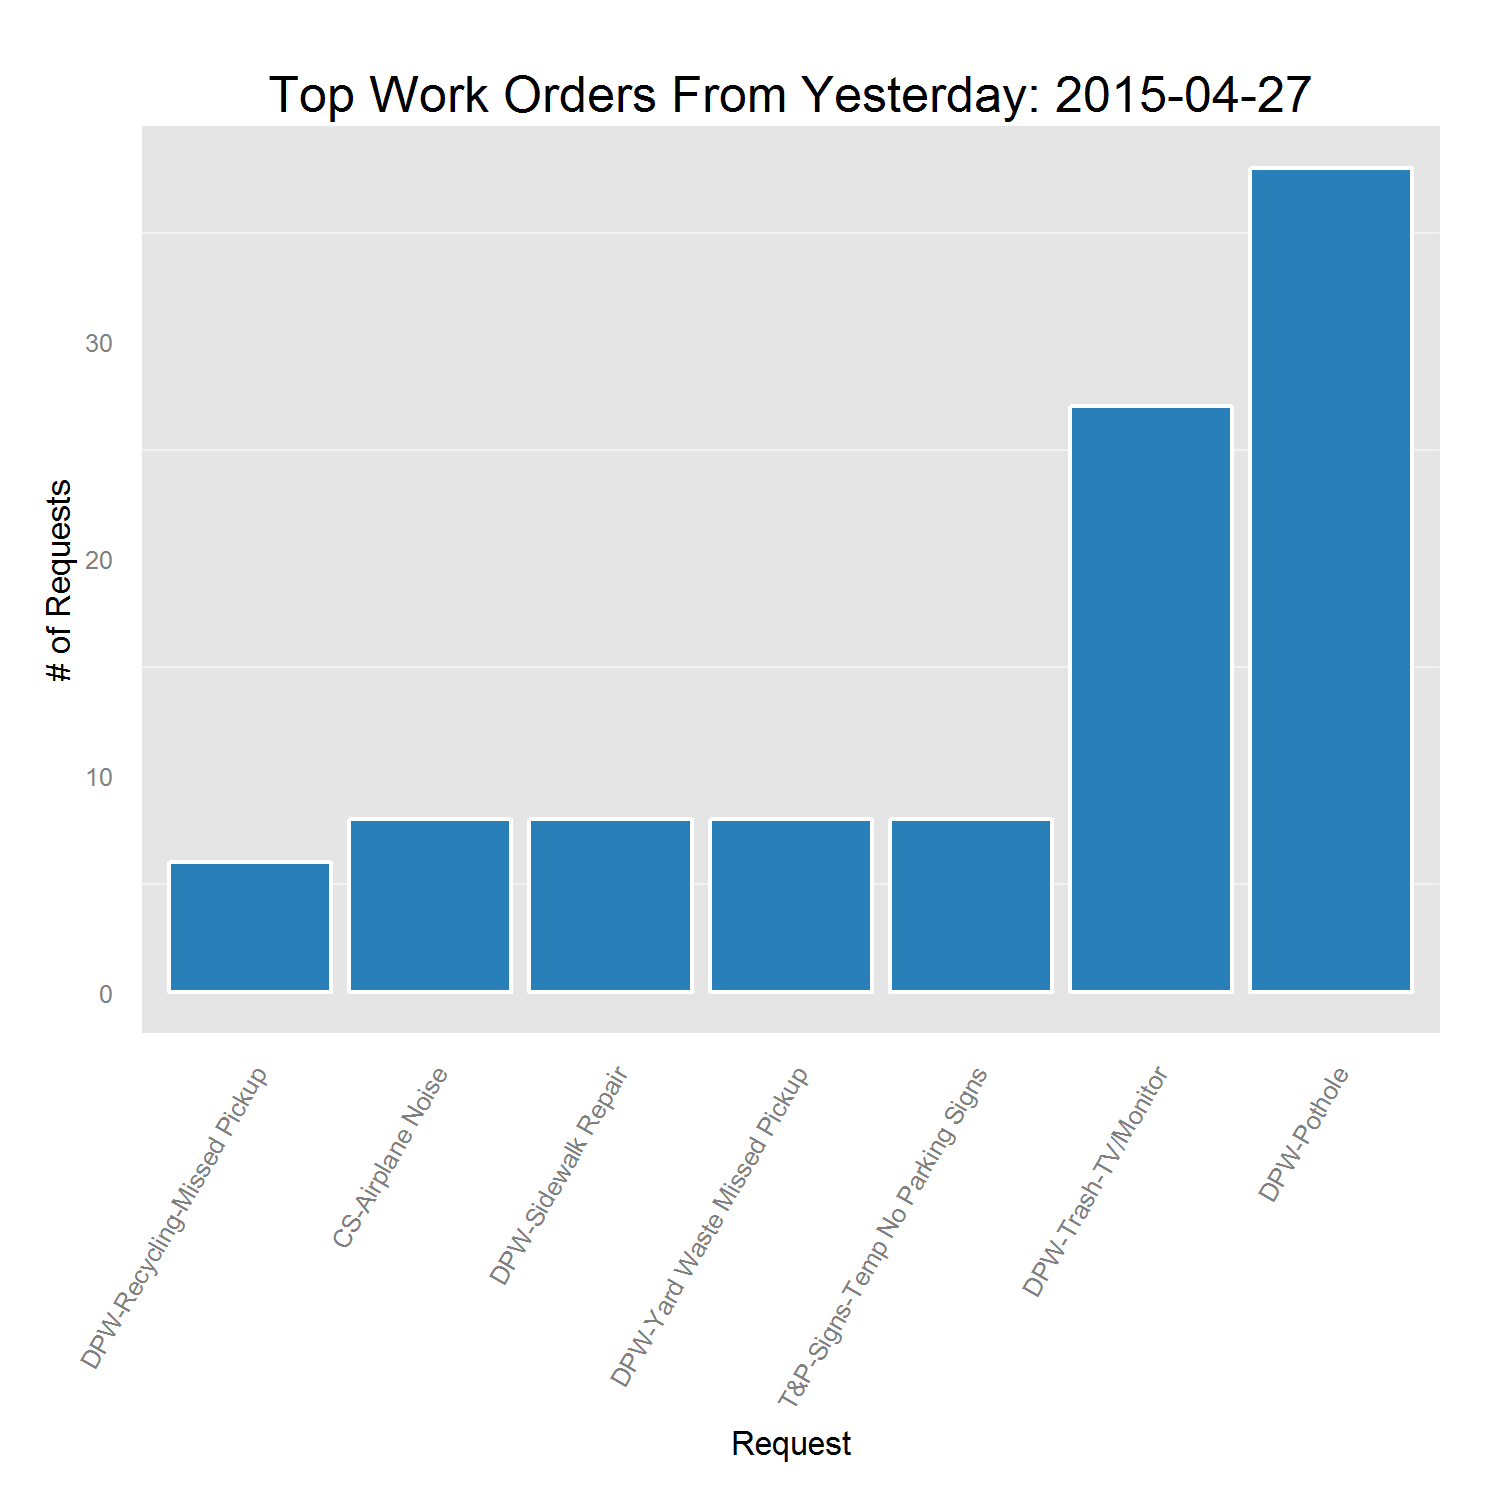 Top Work Orders From Yesterday: 2015-04-27
# of Requests
30
20
10
0
DPW-Recycling-Missed Pickup
CS-Airplane Noise
DPW-Sidewalk Repair
DPW-Yard Waste Missed Pickup
T&P-Signs-Temp No Parking Signs
DPW-Trash-TV/Monitor
DPW-Pothole
Request